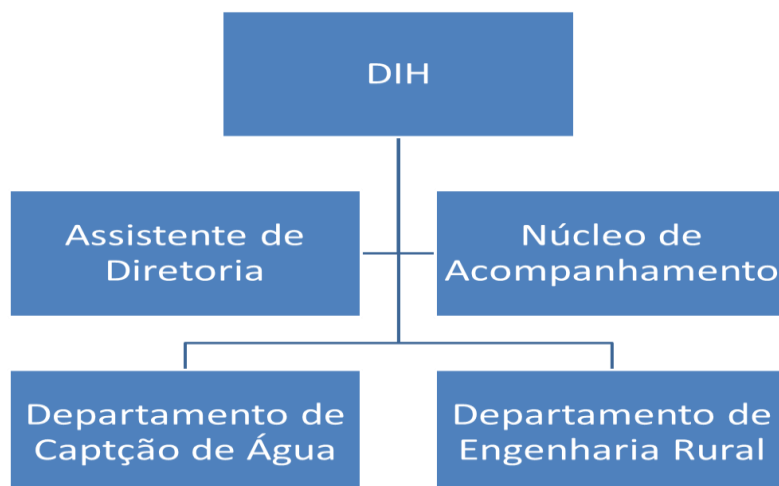 DIH
Assistente de
Diretoria
Núcleo de
Acompanhamento
Departamento de
Captção de Água
Departamento de
Engenharia Rural